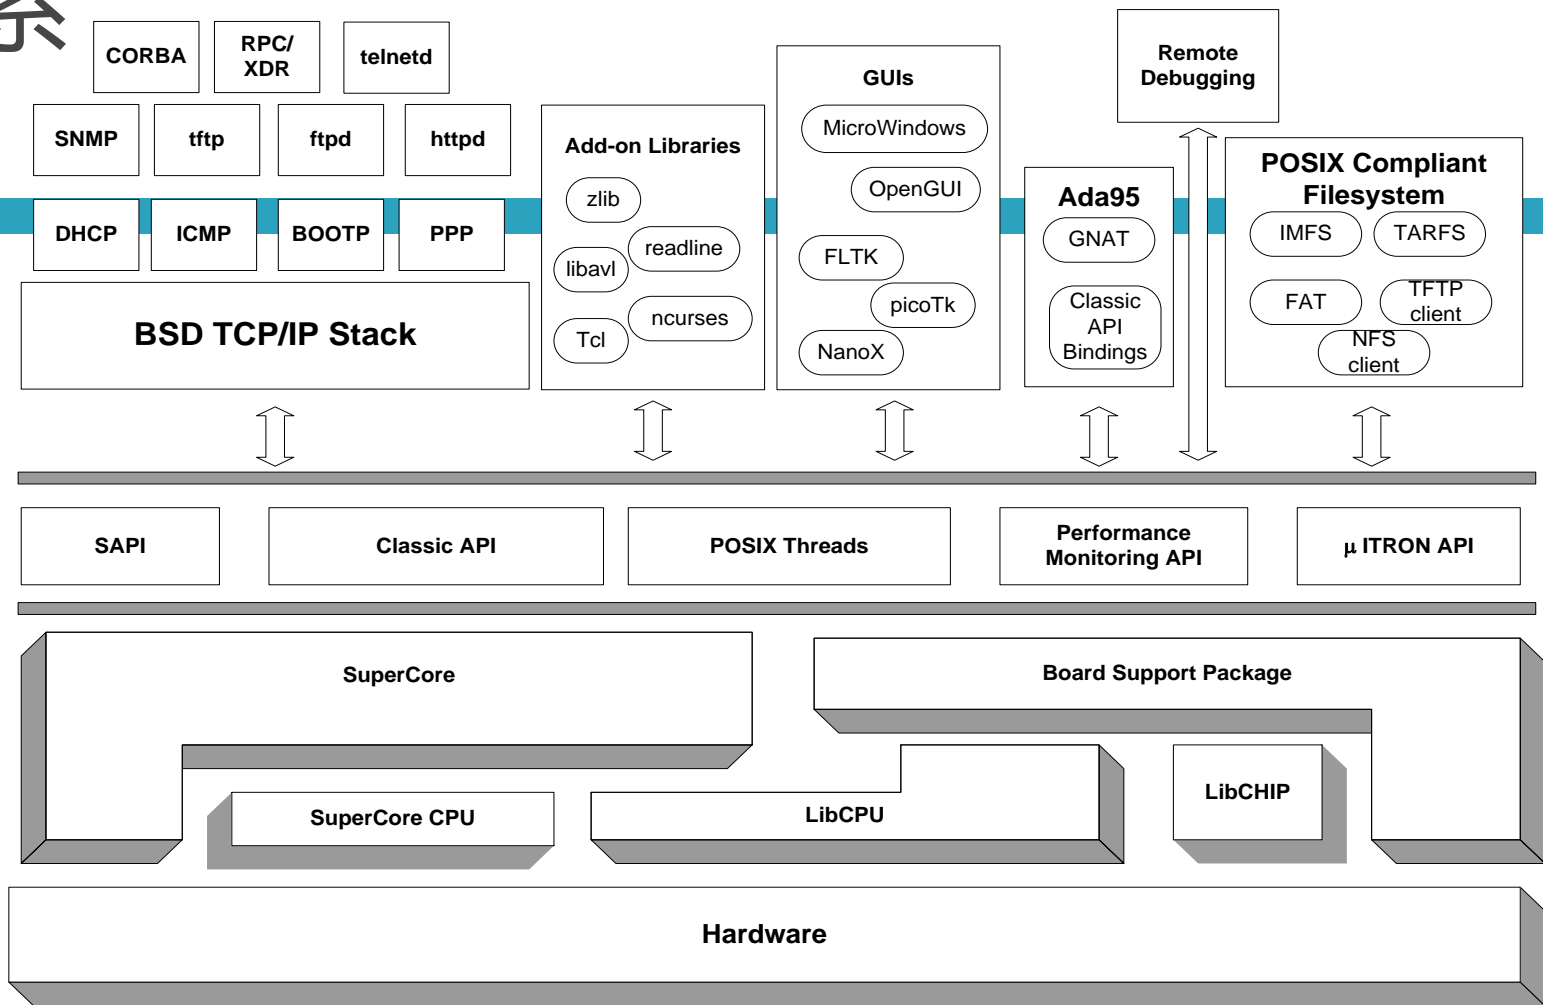 系
CORBA
RPC/
XDR
telnetd
SNMP
tftp
ftpd
httpd
DHCP
ICMP
BOOTP
PPP
BSD TCP/IP Stack
Add-on Libraries
zlib
readline
libavl
ncurses
Tcl
GUIs
MicroWindows
OpenGUI
FLTK
picoTk
NanoX
Ada95
GNAT
Classic
API
Bindings
Remote
Debugging
POSIX Compliant
Filesystem
IMFS
TARFS
FAT
TFTP
client
NFS
client
SAPI
Classic API
POSIX Threads
Performance
Monitoring API
μ ITRON API
SuperCore
Board Support Package
SuperCore CPU
LibCPU
LibCHIP
Hardware